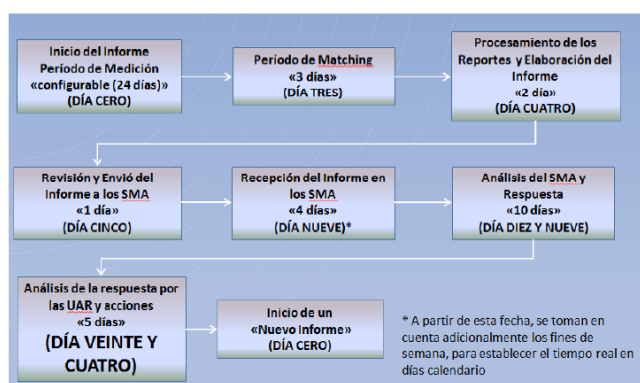 Inicio del Informe
Período de Medición
«configurable (24 días)»
(DÍA CERO)
Período de Matching
«3 días»
(DÍA TRES)
Procesamiento de los
Reportes y Elaboración del
Informe
«2 día»
(DÍA CUATRO)
Revisión y Envió del
Informe a los SMA
«1 día»
(DÍA CINCO)
Recepción del Informe en
los SMA
«4 días»
(DÍA NUEVE)*
Análisis del SMA y
Respuesta
«10 días»
(DÍA DIEZ Y NUEVE)
Análisis de la respuesta por
las UAR y acciones
«5 días»
(DÍA VEINTE Y
CUATRO)
Inicio de un
«Nuevo Informe»
(DÍA CERO)
* A partir de esta fecha, se toman en
cuenta adicionalmente los fines de
semana, para establecer el tiempo real en
días calendario